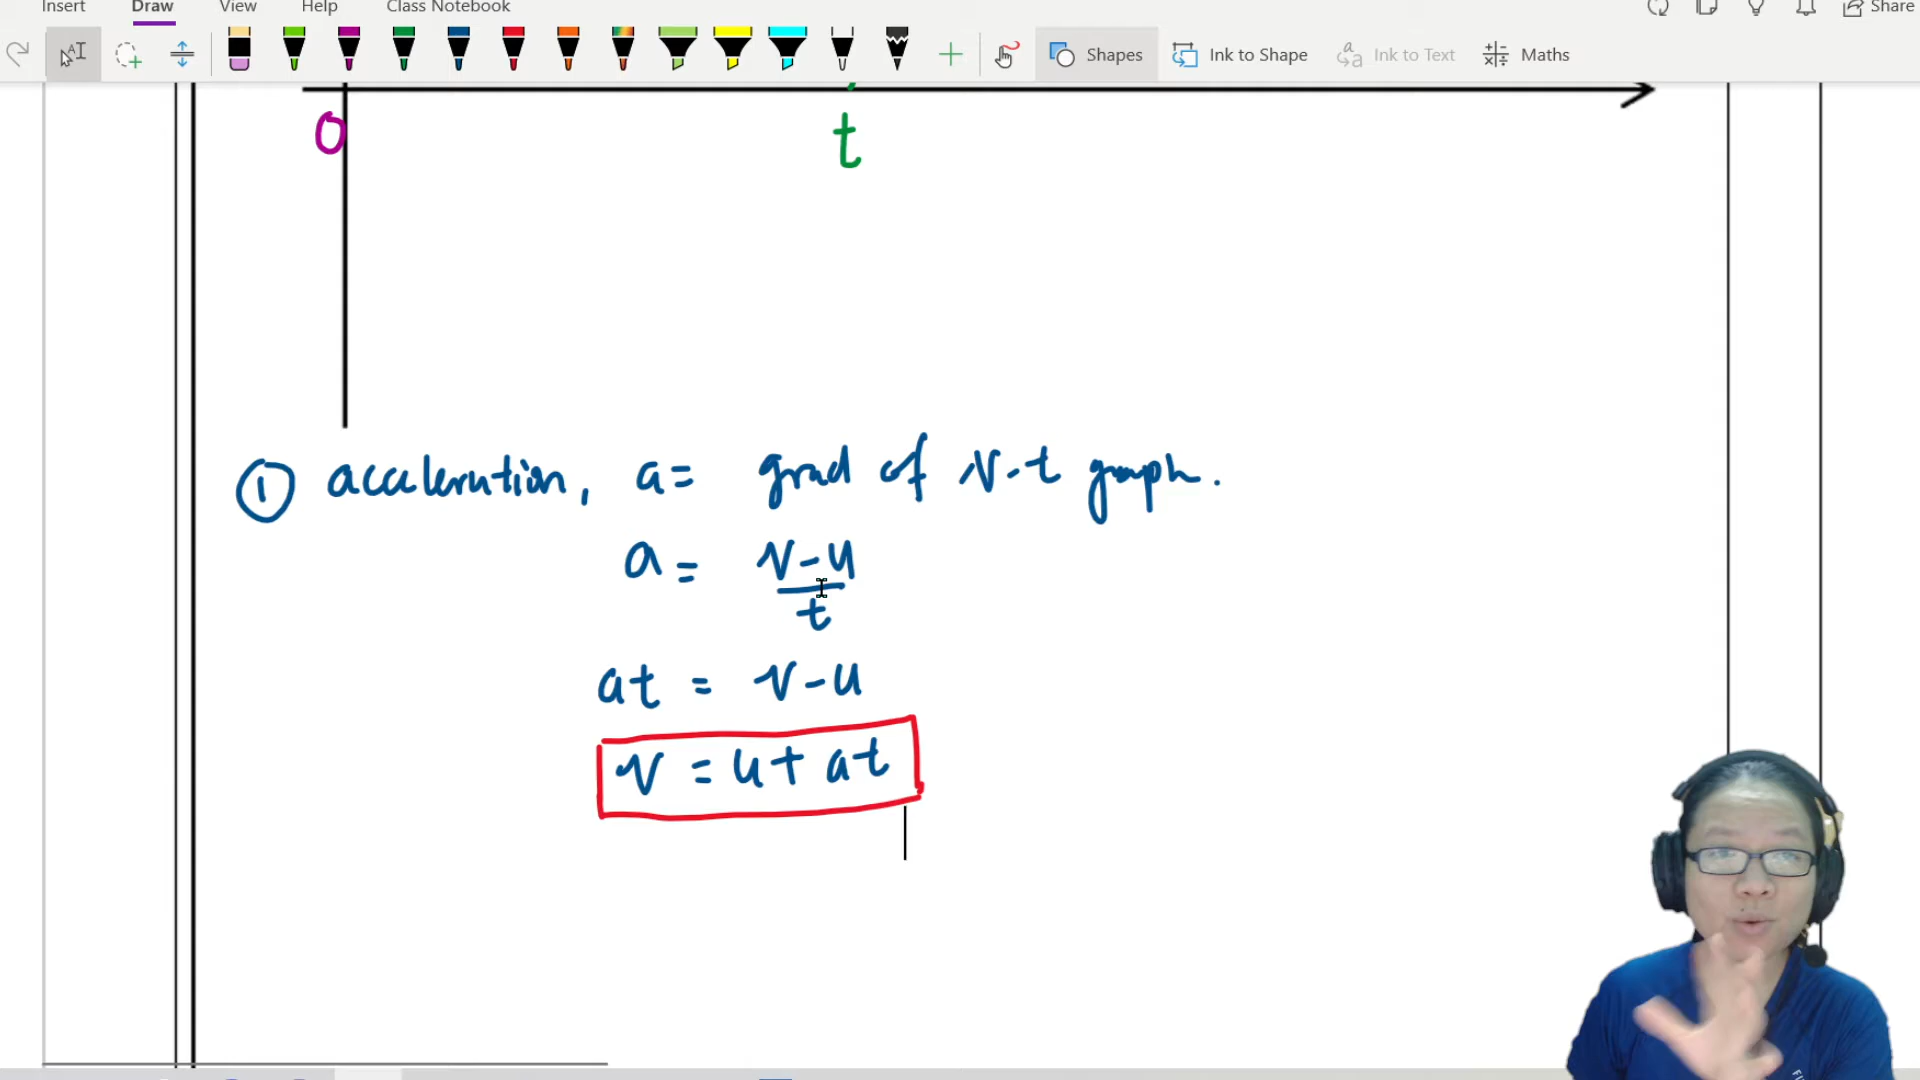 Insert Draw View Help Class Notebook Share
Shapes Ink to Shape Ink to Text Maths
0 t
① acceleration, a = grad of v-t graph.
a = v-u
t
at = v-u
v = u + at